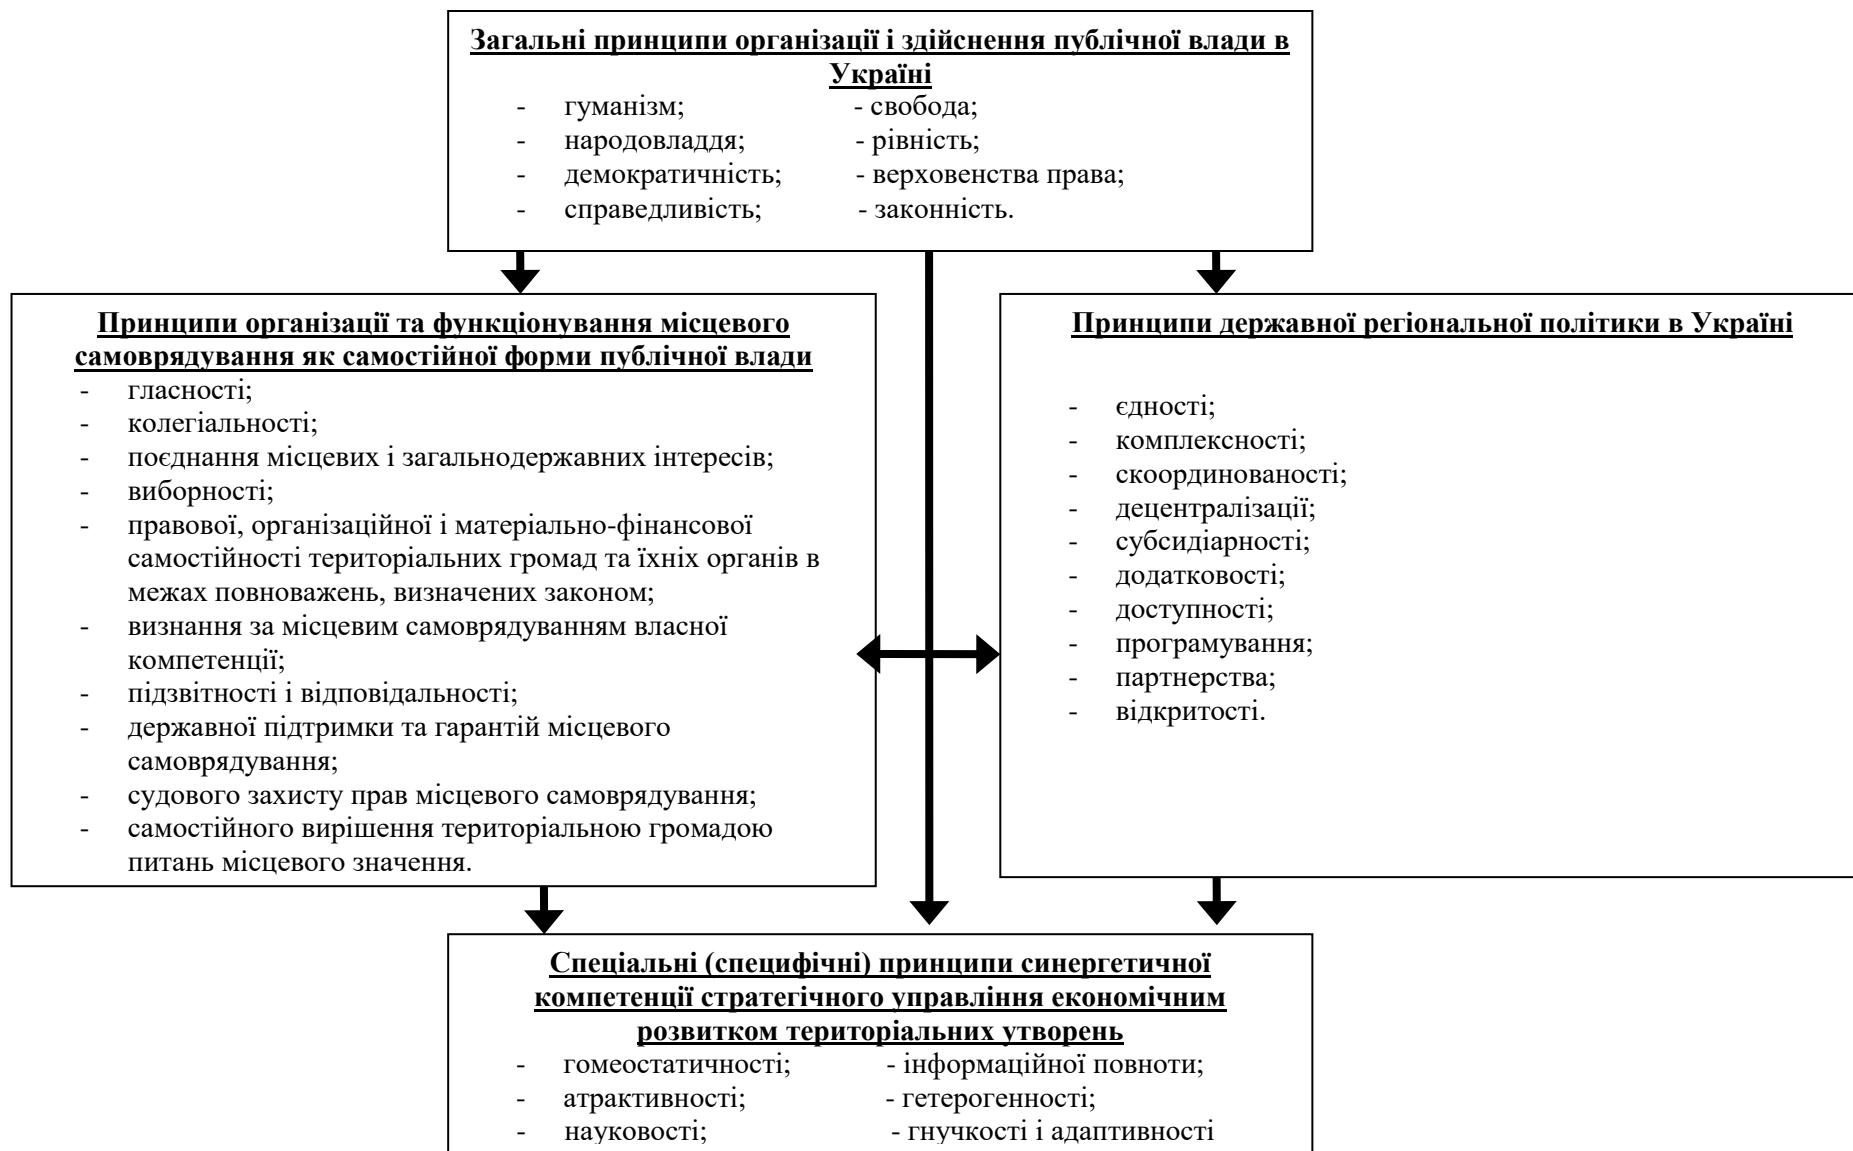 Загальні принципи організації і здійснення публічної влади в
Україні
- гуманізм; - свобода;
- народовладдя; - рівність;
- демократичність; - верховенства права;
- справедливість; - законність.
Принципи організації та функціонування місцевого
самоврядування як самостійної форми публічної влади
- гласності;
- колегіальності;
- поєднання місцевих і загальнодержавних інтересів;
- виборності;
- правової, організаційної і матеріально-фінансової
самостійності територіальних громад та їхніх органів в
межах повноважень, визначених законом;
- визнання за місцевим самоврядуванням власної
компетенції;
- підзвітності і відповідальності;
- державної підтримки та гарантій місцевого
самоврядування;
- судового захисту прав місцевого самоврядування;
- самостійного вирішення територіальною громадою
питань місцевого значення.
Принципи державної регіональної політики в Україні
- єдності;
- комплексності;
- скоординованості;
- децентралізації;
- субсидіарності;
- додатковості;
- доступності;
- програмування;
- партнерства;
- відкритості.
Спеціальні (специфічні) принципи синергетичної
компетенції стратегічного управління економічним
розвитком територіальних утворень
- гомеостатичності; - інформаційної повноти;
- атрактивності; - гетерогенності;
- науковості; - гнучкості і адаптивності